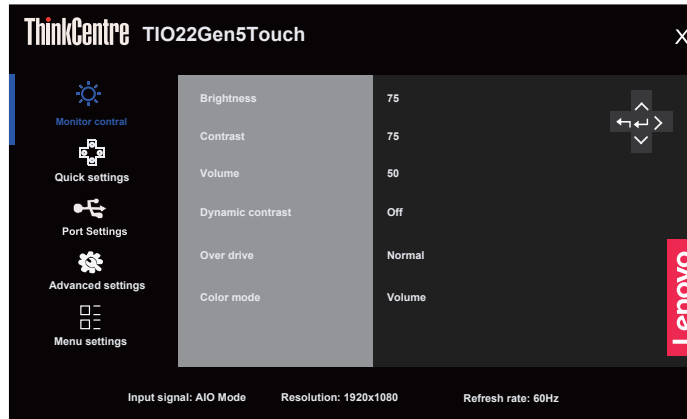 ThinkCentre TIO22Gen5Touch
X
Monitor contral
Quick settings
Port Settings
Advanced settings
Menu settings
Brightness 75
Contrast 75
Volume 50
Dynamic contrast Off
Over drive Normal
Color mode Volume
Lenovo
Input signal: AIO Mode Resolution: 1920x1080 Refresh rate: 60Hz